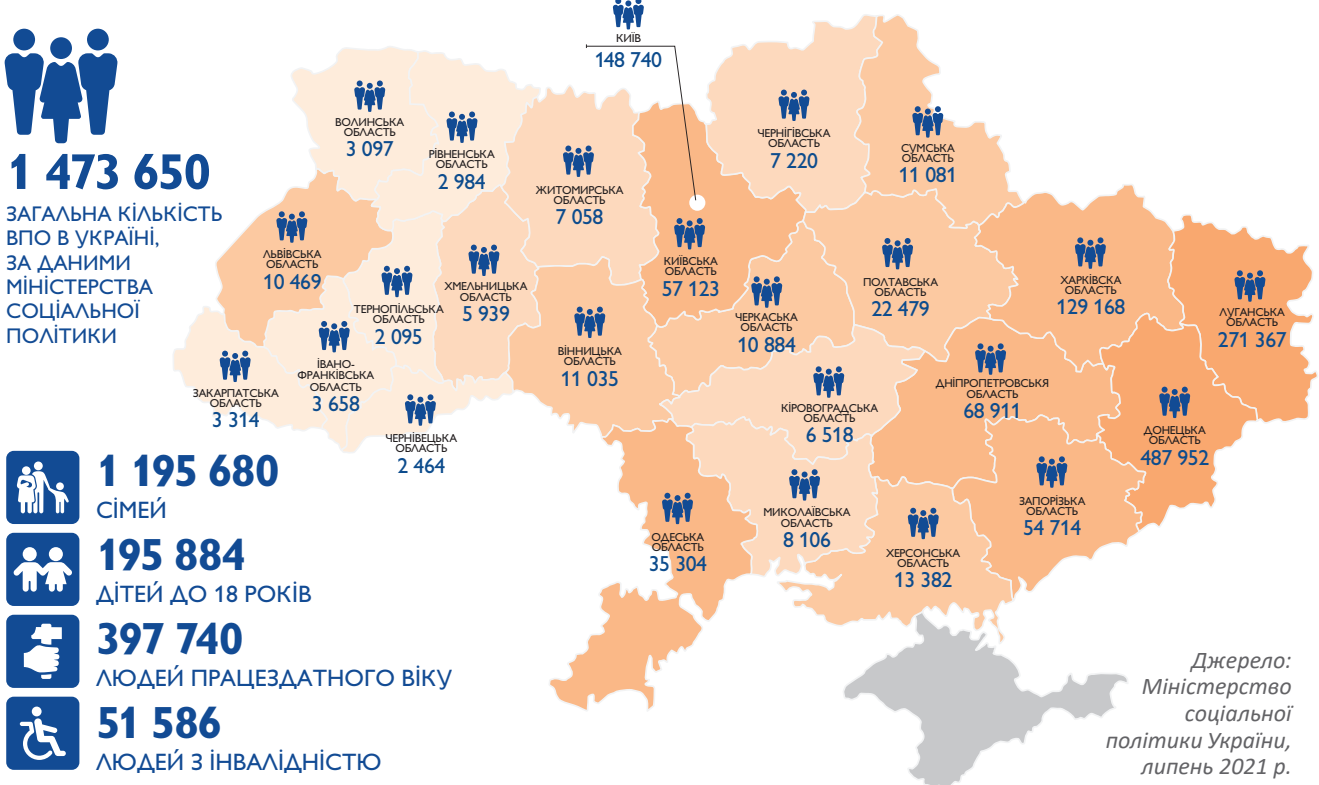 1 473 650
ЗАГАЛЬНА КІЛЬКІСТЬ
ВПО В УКРАЇНІ,
ЗА ДАНИМИ
МІНІСТЕРСТВА
СОЦІАЛЬНОЇ
ПОЛІТИКИ
1 195 680
СІМЕЙ
195 884
ДІТЕЙ ДО 18 РОКІВ
397 740
ЛЮДЕЙ ПРАЦЕЗДАТНОГО ВІКУ
51 586
ЛЮДЕЙ З ІНВАЛІДНІСТЮ
КИЇВ
148 740
ВОЛИНСЬКА
ОБЛАСТЬ
3 097
РІВНЕНСЬКА
ОБЛАСТЬ
2 984
ЖИТОМИРСЬКА
ОБЛАСТЬ
7 058
ЧЕРНІГІВСЬКА
ОБЛАСТЬ
7 220
СУМСЬКА
ОБЛАСТЬ
11 081
ЛЬВІВСЬКА
ОБЛАСТЬ
10 469
ТЕРНОПІЛЬСЬКА
ОБЛАСТЬ
2 095
ХМЕЛЬНИЦЬКА
ОБЛАСТЬ
5 939
КИЇВСЬКА
ОБЛАСТЬ
57 123
ЧЕРКАСЬКА
ОБЛАСТЬ
10 884
ПОЛТАВСЬКА
ОБЛАСТЬ
22 479
ХАРКІВСКА
ОБЛАСТЬ
129 168
ЛУГАНСЬКА
ОБЛАСТЬ
271 367
ЗАКАРПАТСЬКА
ОБЛАСТЬ
3 314
ІВАНО-
ФРАНКІВСЬКА
ОБЛАСТЬ
3 658
ЧЕРНІВЕЦЬКА
ОБЛАСТЬ
2 464
ВІННИЦЬКА
ОБЛАСТЬ
11 035
КІРОВОГРАДСЬКА
ОБЛАСТЬ
6 518
ДНІПРОПЕТРОВСЬКЯ
ОБЛАСТЬ
68 911
ДОНЕЦЬКА
ОБЛАСТЬ
487 952
ОДЕСЬКА
ОБЛАСТЬ
35 304
МИКОЛАЇВСЬКА
ОБЛАСТЬ
8 106
ХЕРСОНСЬКА
ОБЛАСТЬ
13 382
ЗАПОРІЗЬКА
ОБЛАСТЬ
54 714
Джерело:
Міністерство
соціальної
політики України,
липень 2021 р.